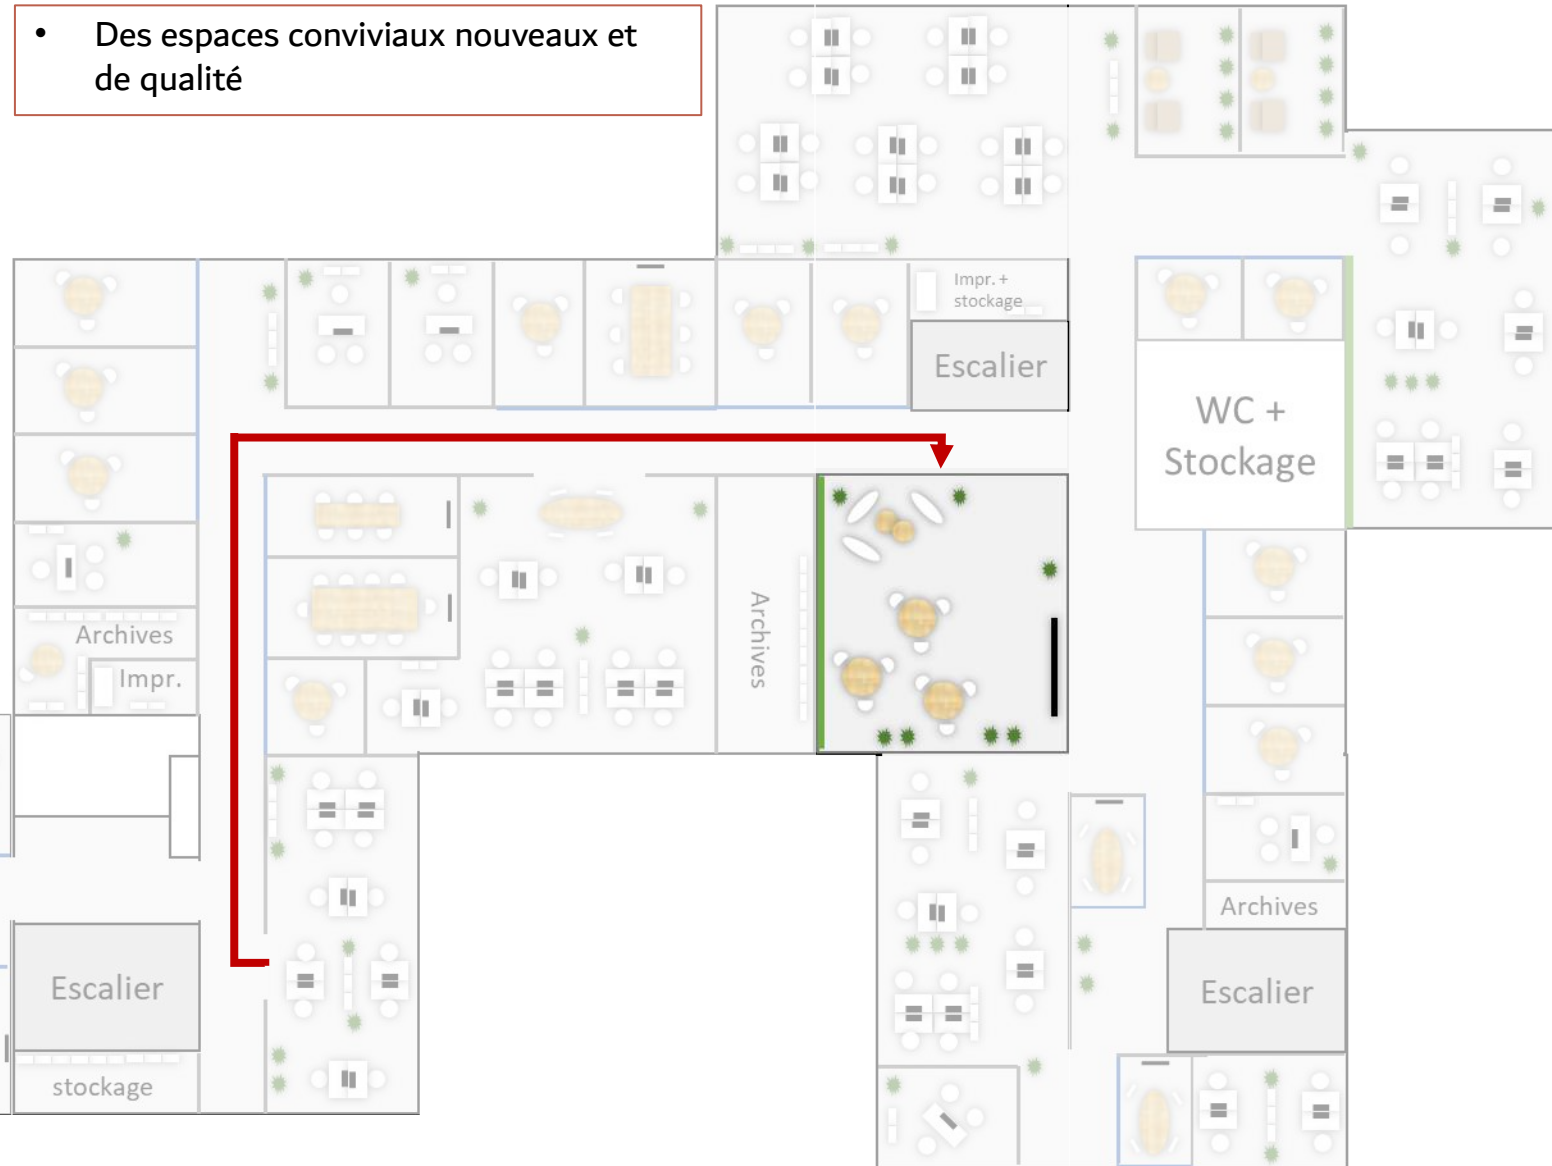 • Des espaces conviviaux nouveaux et
de qualité
Impr. +
stockage
Escalier
WC +
Stockage
Archives
Impr.
Archives
Archives
Escalier
Escalier
stockage